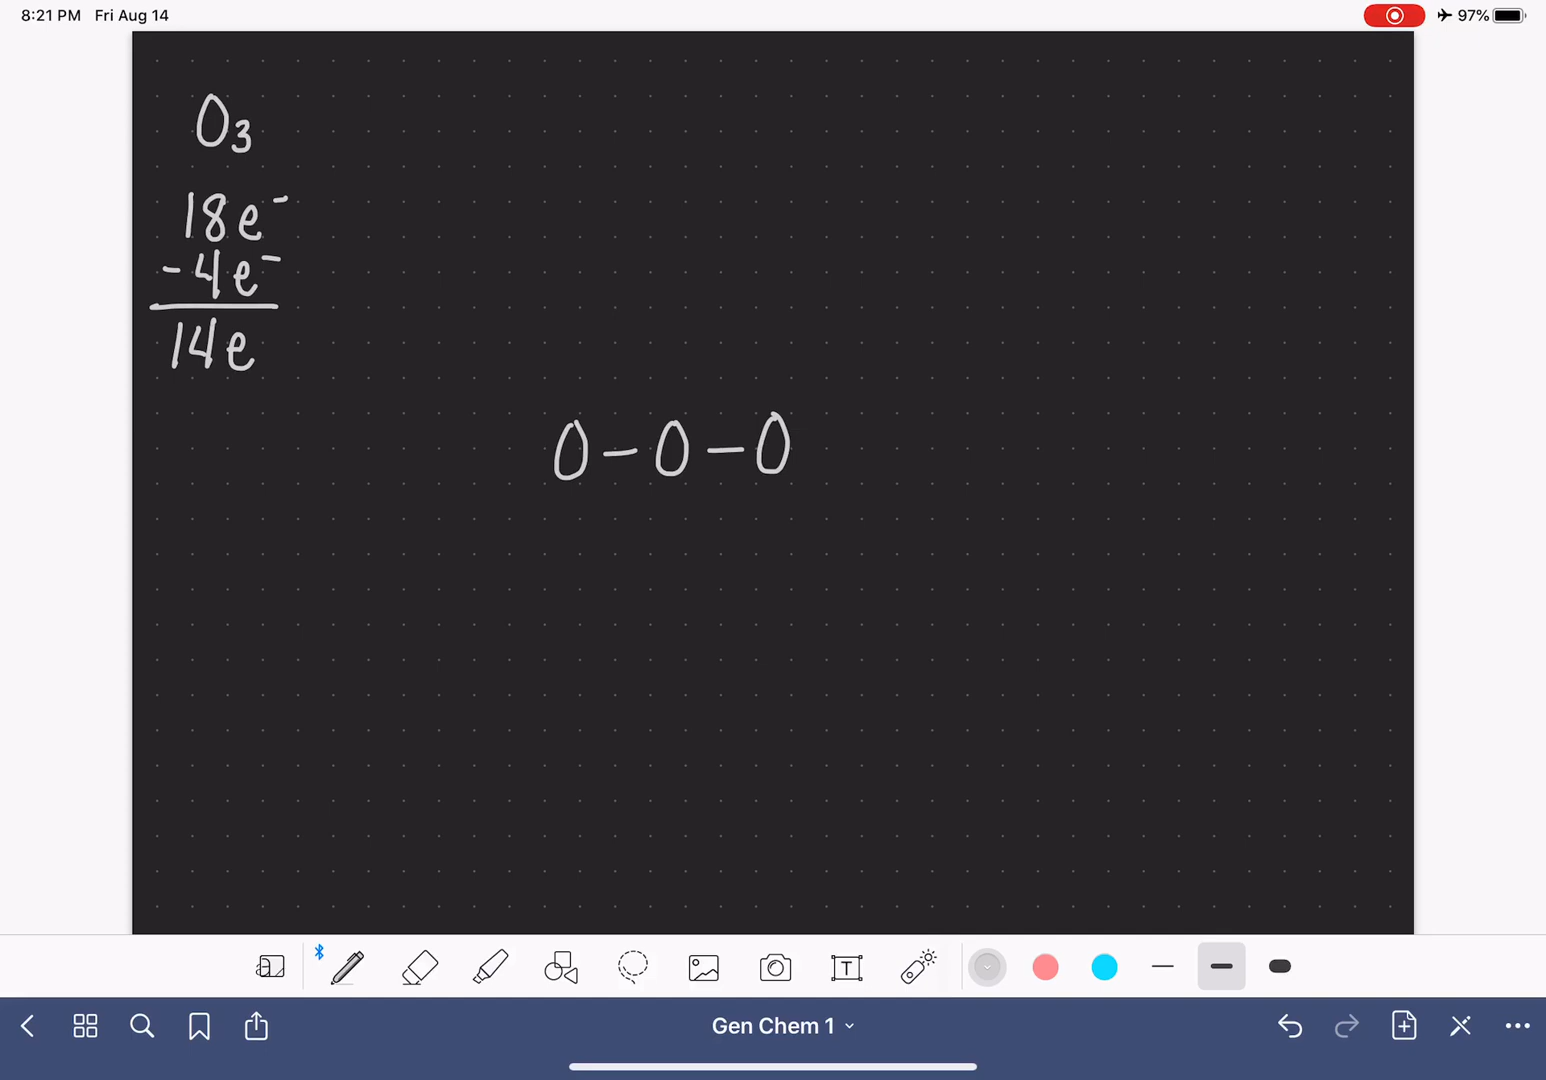 8:21 PM Fri Aug 14 97%
O₃
18e⁻
-4e⁻
14e
O-O-O
T
Gen Chem 1